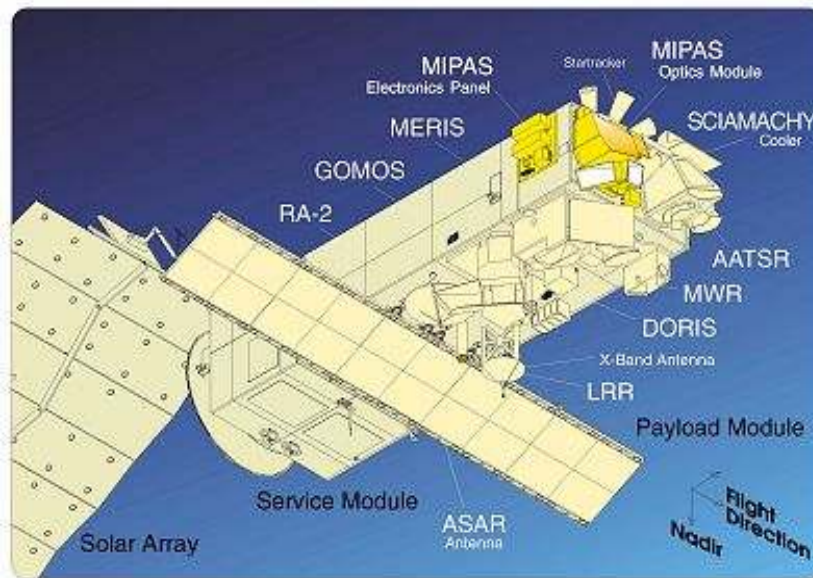 MIPAS
Electronics Panel
Startracker
MIPAS
Optics Module
MERIS
SCIAMACHY
Cooler
GOMOS
RA-2
AATSR
MWR
DORIS
X-Band Antenna
LRR
Payload Module
Service Module
ASAR
Antenna
Solar Array
Flight
Direction
Nadir